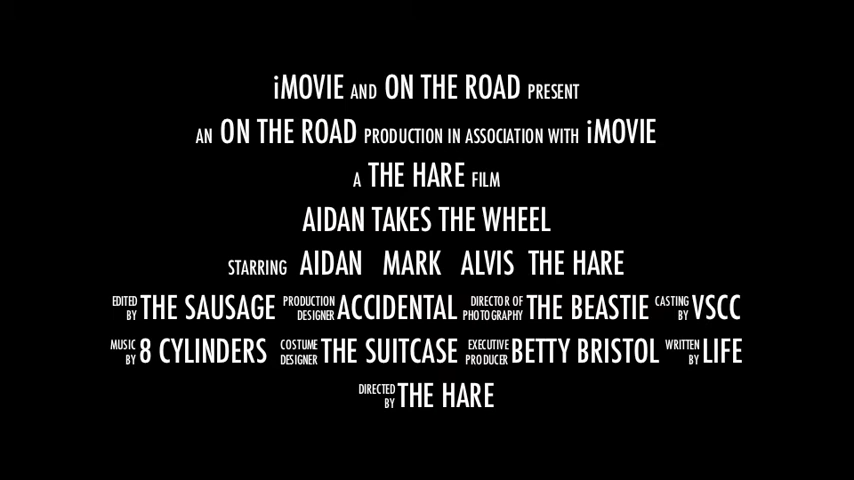 iMOVIE AND ON THE ROAD PRESENT
AN ON THE ROAD PRODUCTION IN ASSOCIATION WITH iMOVIE
A THE HARE FILM
AIDAN TAKES THE WHEEL
STARRING AIDAN MARK ALVIS THE HARE
EDITED BY THE SAUSAGE PRODUCTION DESIGNER ACCIDENTAL DIRECTOR OF PHOTOGRAPHY THE BEASTIE CASTING BY VSCC
MUSIC BY 8 CYLINDERS COSTUME DESIGNER THE SUITCASE EXECUTIVE PRODUCER BETTY BRISTOL WRITTEN BY LIFE
DIRECTED BY THE HARE